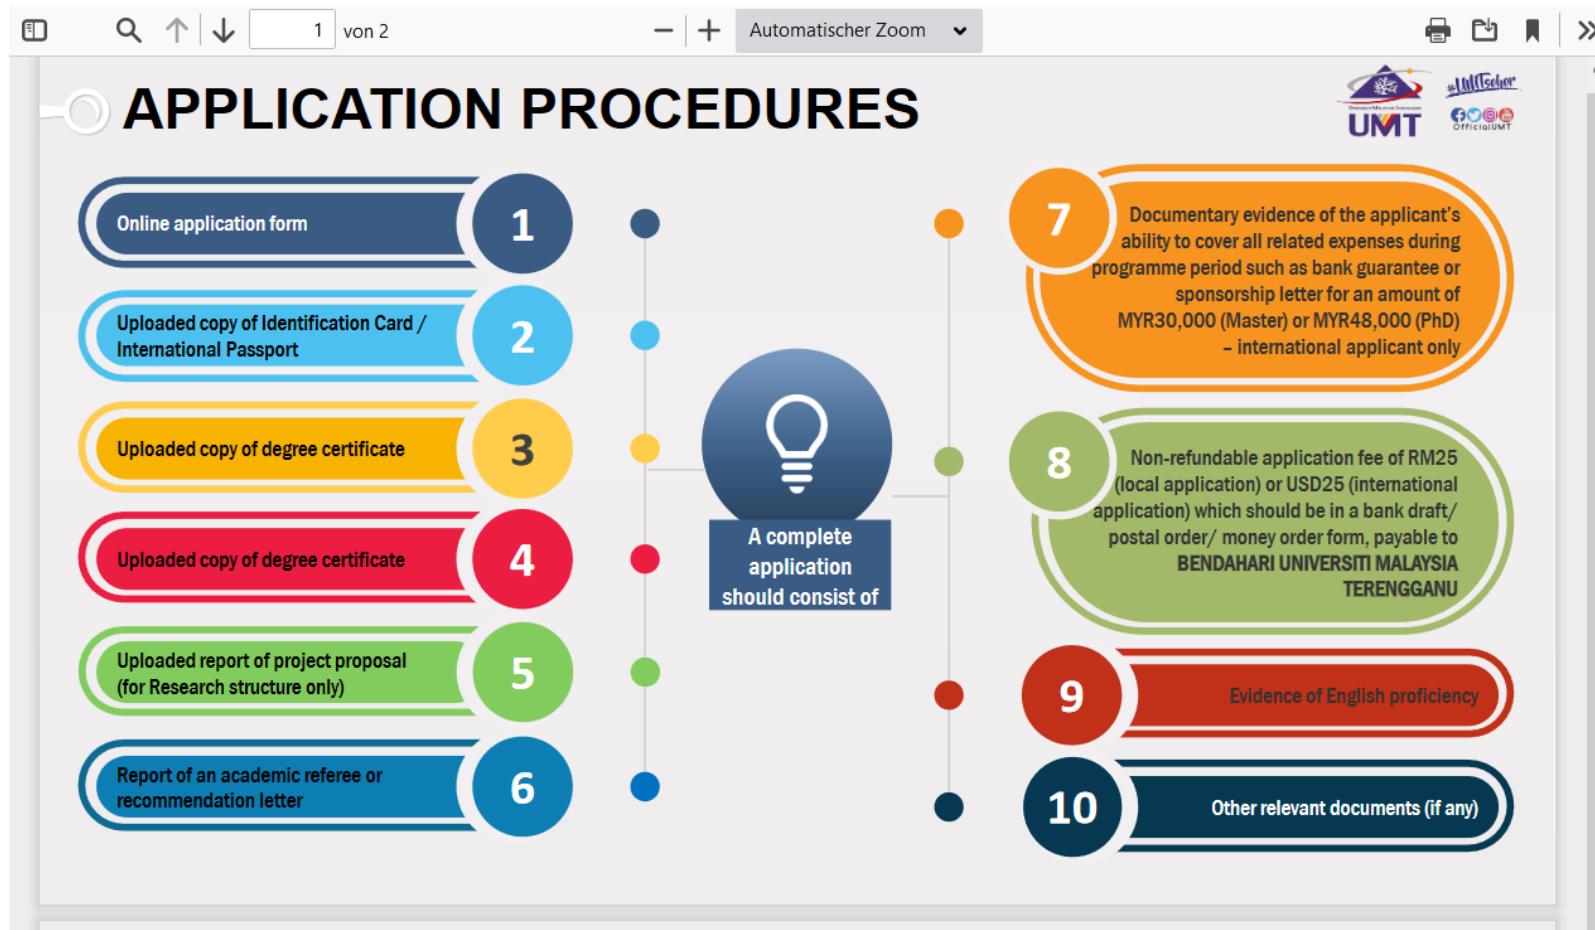 1 von 2 Automatischer Zoom
APPLICATION PROCEDURES
UMT
OfficialUMT
Online application form
1
Uploaded copy of Identification Card /
International Passport
2
Uploaded copy of degree certificate
3
Uploaded copy of degree certificate
4
Uploaded report of project proposal
(for Research structure only)
5
Report of an academic referee or
recommendation letter
6
A complete
application
should consist of
7
Documentary evidence of the applicant's
ability to cover all related expenses during
programme period such as bank guarantee or
sponsorship letter for an amount of
MYR30,000 (Master) or MYR48,000 (PhD)
– international applicant only
8
Non-refundable application fee of RM25
(local application) or USD25 (international
application) which should be in a bank draft/
postal order/ money order form, payable to
BENDAHARI UNIVERSITI MALAYSIA
TERENGGANU
9
Evidence of English proficiency
10
Other relevant documents (if any)